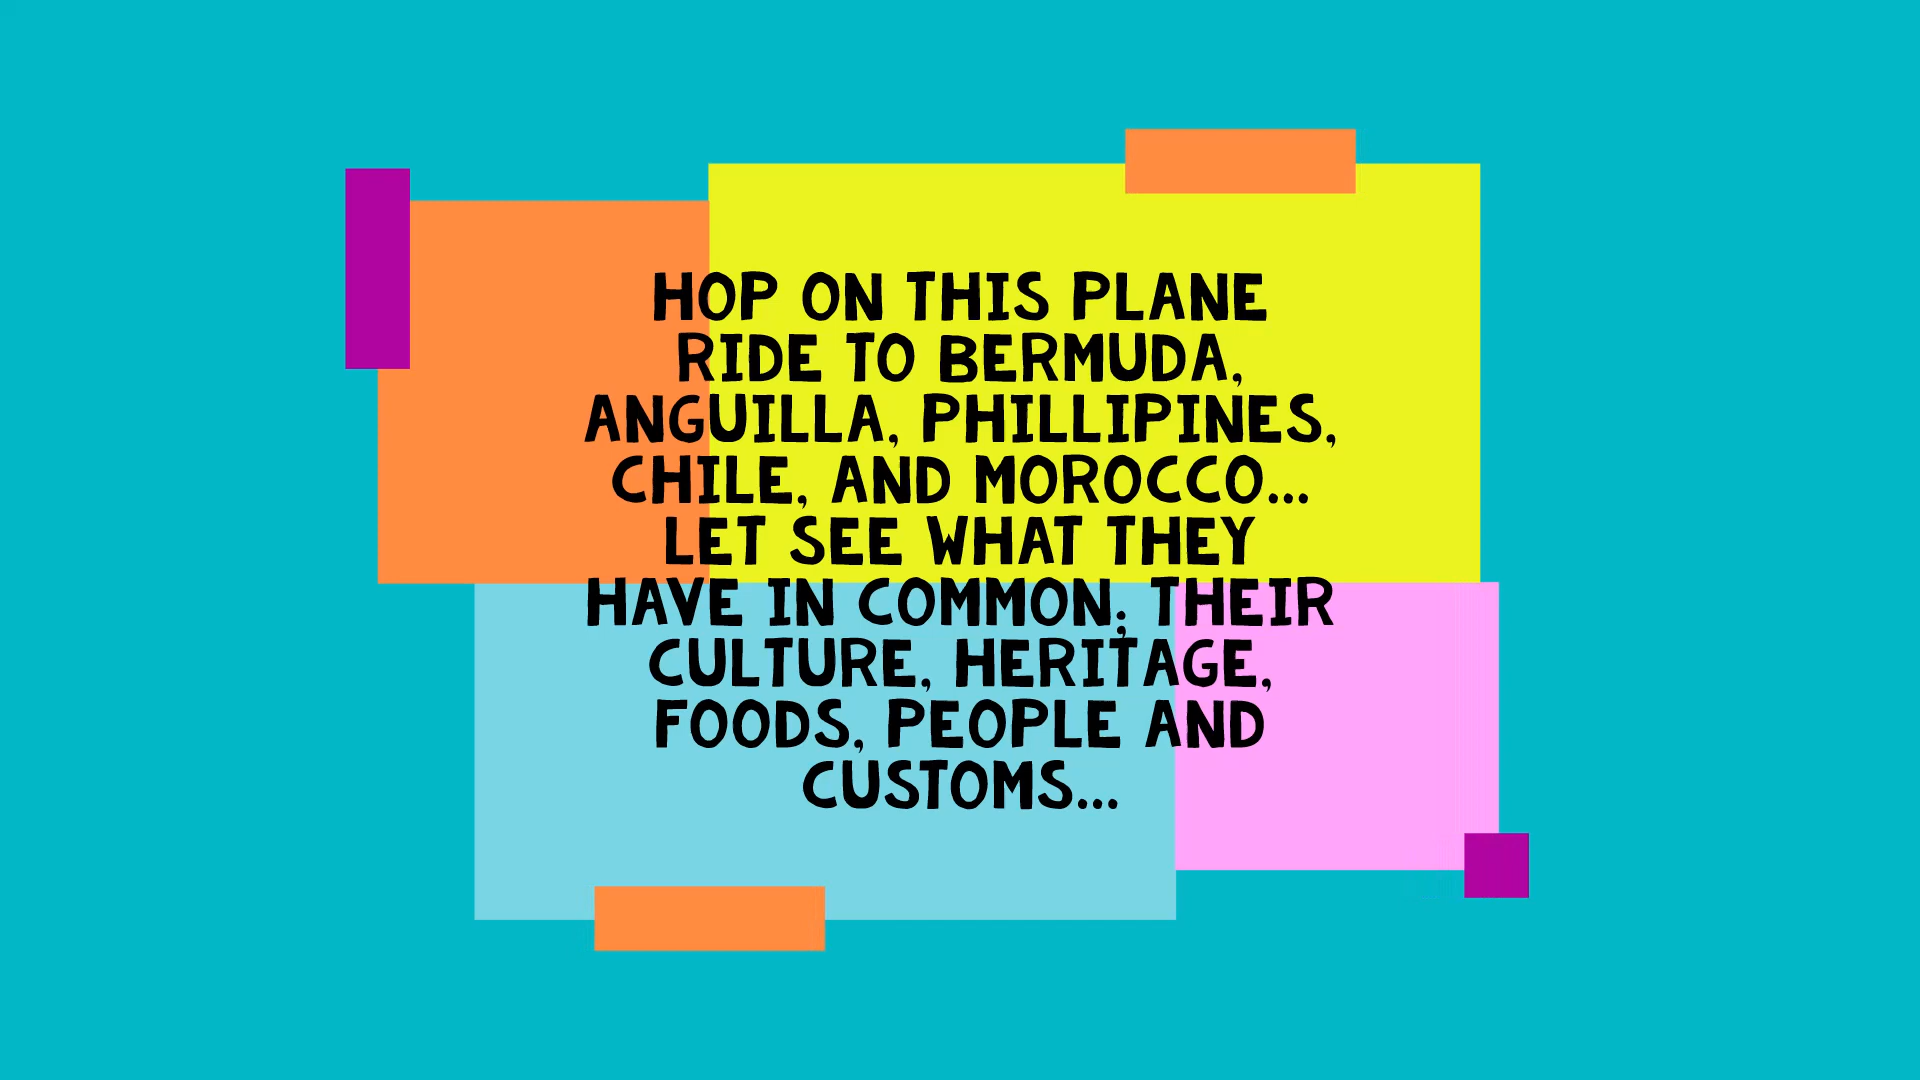 HOP ON THIS PLANE
RIDE TO BERMUDA,
ANGUILLA, PHILLIPINES,
CHILE, AND MOROCCO...
LET SEE WHAT THEY
HAVE IN COMMON; THEIR
CULTURE, HERITAGE,
FOODS, PEOPLE AND
CUSTOMS...